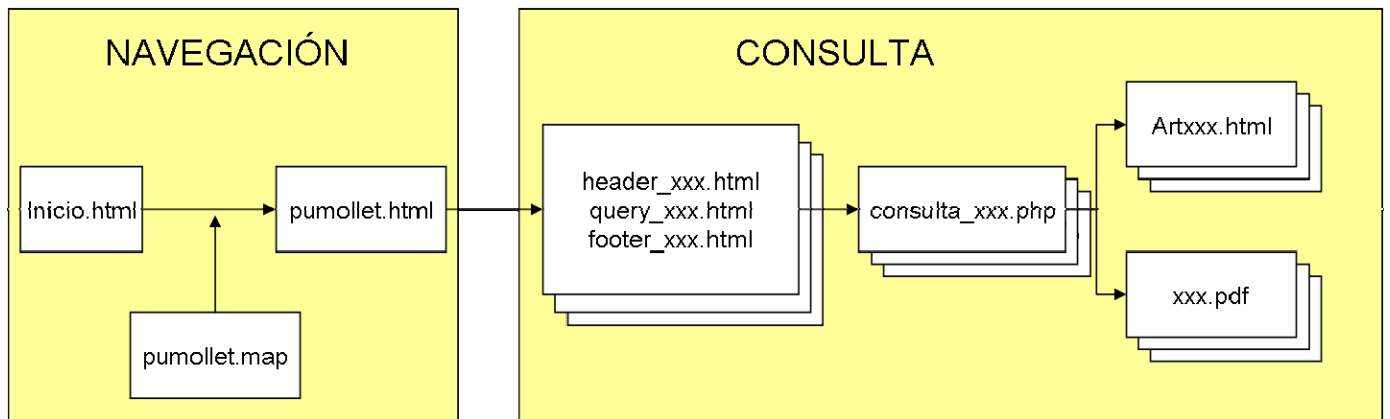 NAVEGACIÓN
Inicio.html
pumollet.html
pumollet.map
CONSULTA
header_xxx.html
query_xxx.html
footer_xxx.html
consulta_xxx.php
Artxxx.html
xxx.pdf